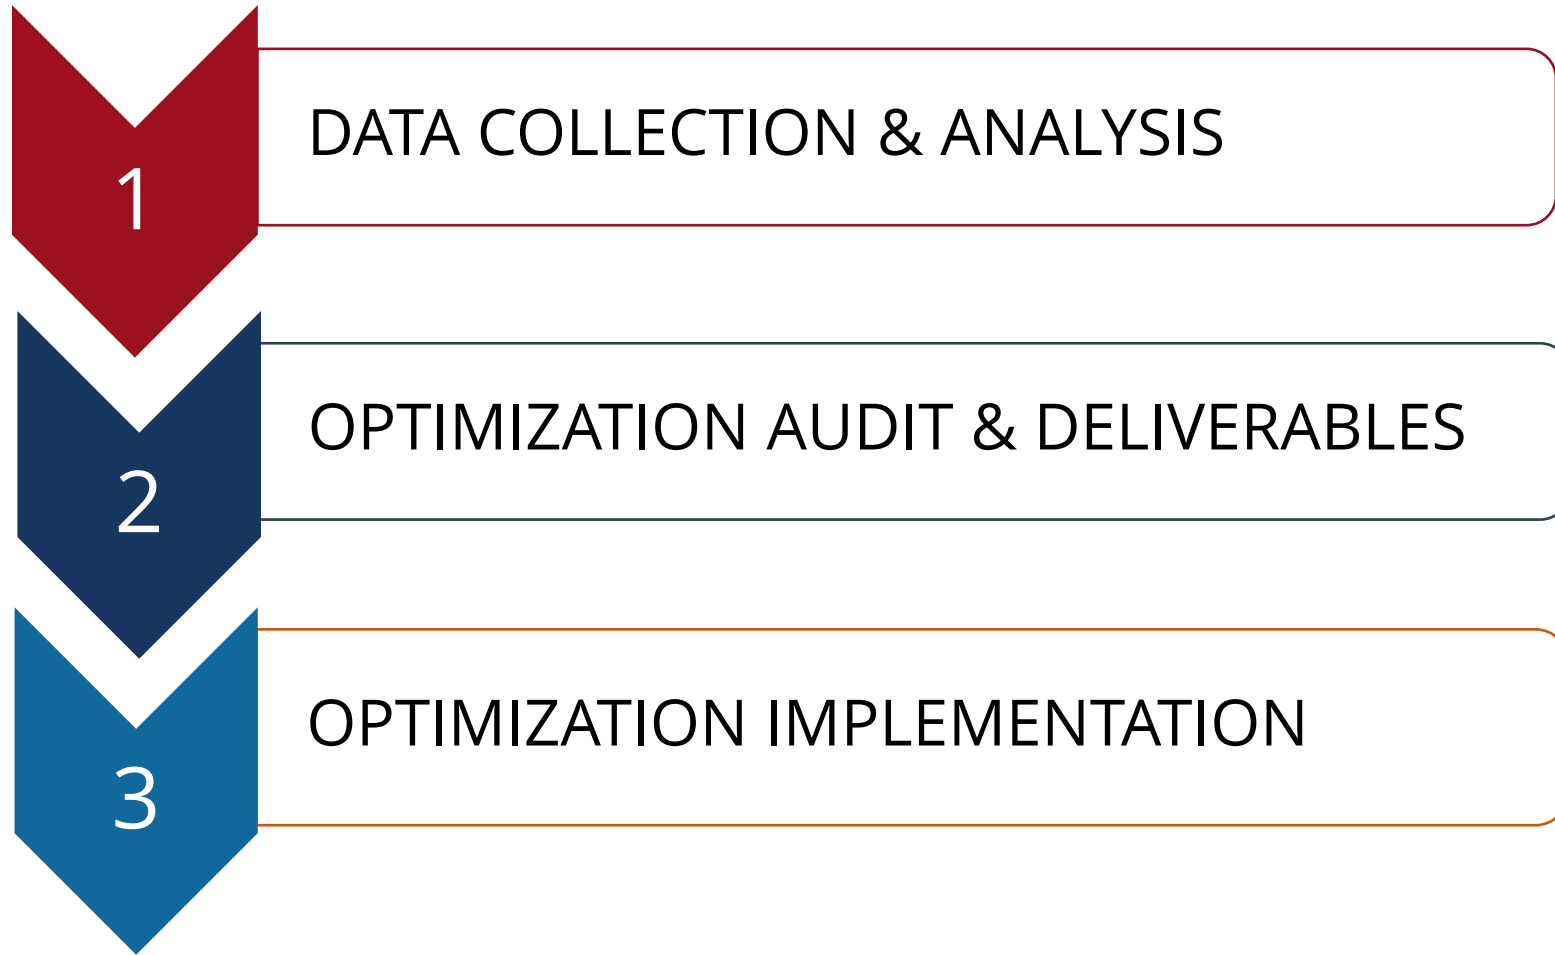 1
DATA COLLECTION & ANALYSIS
2
OPTIMIZATION AUDIT & DELIVERABLES
3
OPTIMIZATION IMPLEMENTATION